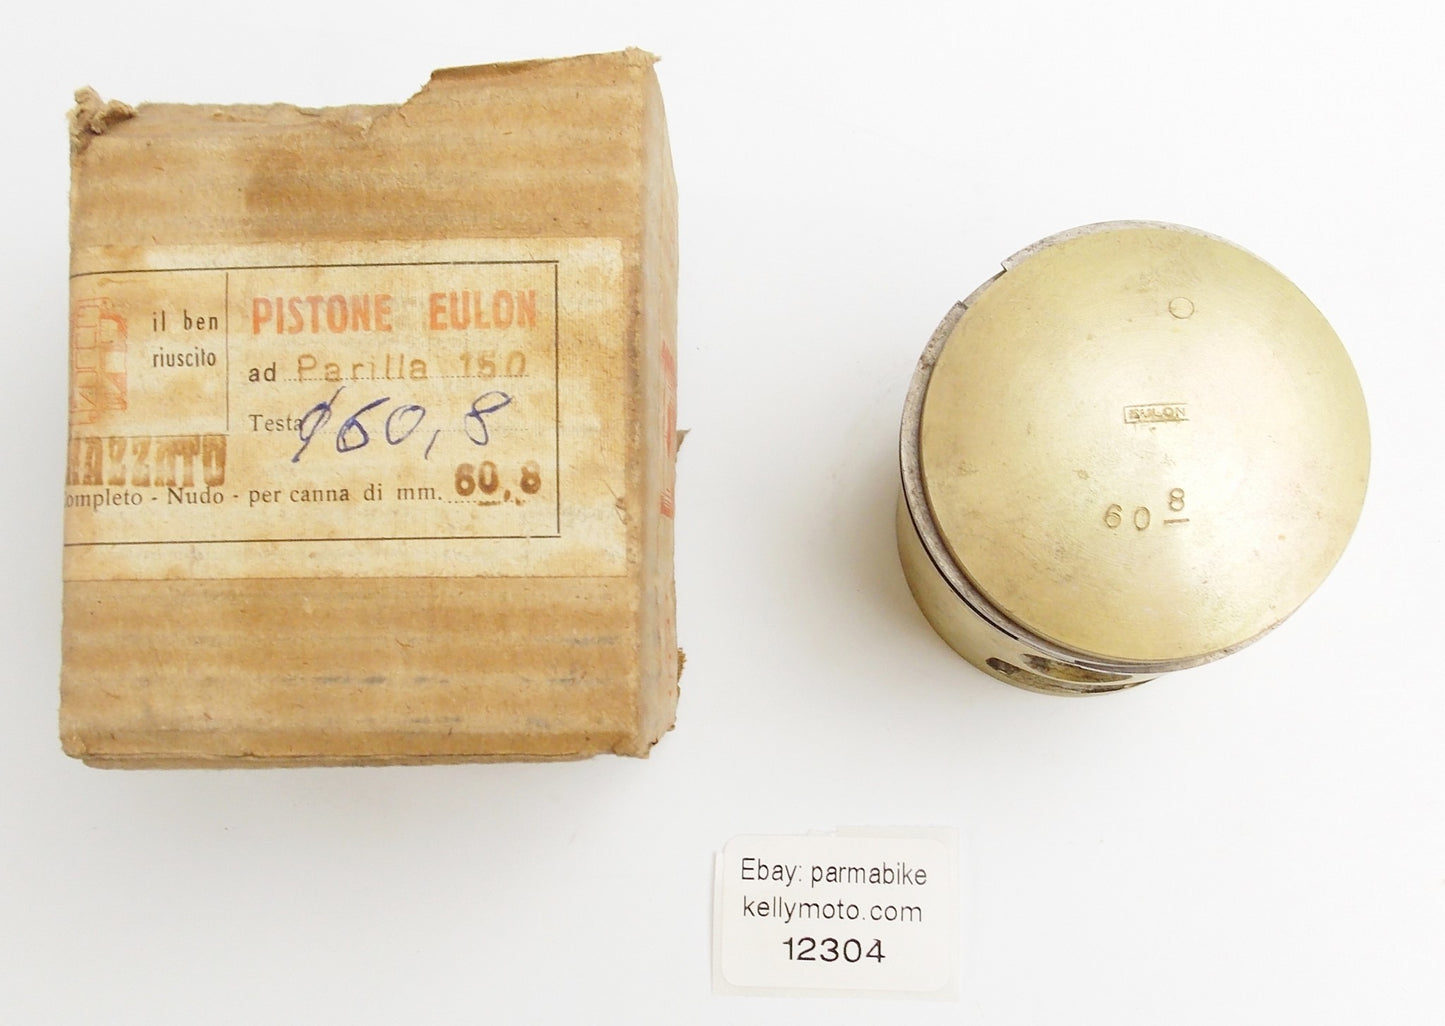 il ben
riuscito
PISTONE EULON
ad Parilla 150
Testa ø60,8
Completo - Nudo - per canna di mm. 60,8
EULON
60 8
Ebay: parmabike
kellymoto.com
12304